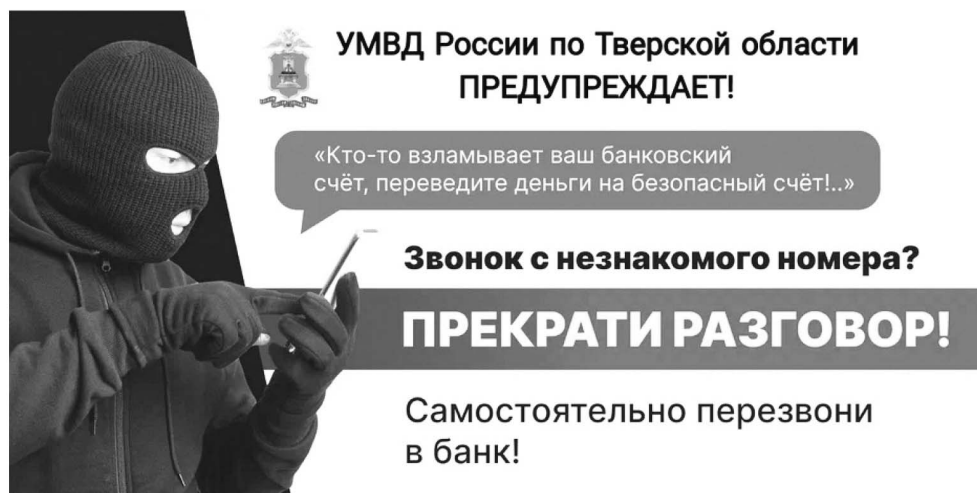 УМВД России по Тверской области
ПРЕДУПРЕЖДАЕТ!
«Кто-то взламывает ваш банковский
счёт, переведите деньги на безопасный счёт!..»
Звонок с незнакомого номера?
ПРЕКРАТИ РАЗГОВОР!
Самостоятельно перезвони
в банк!